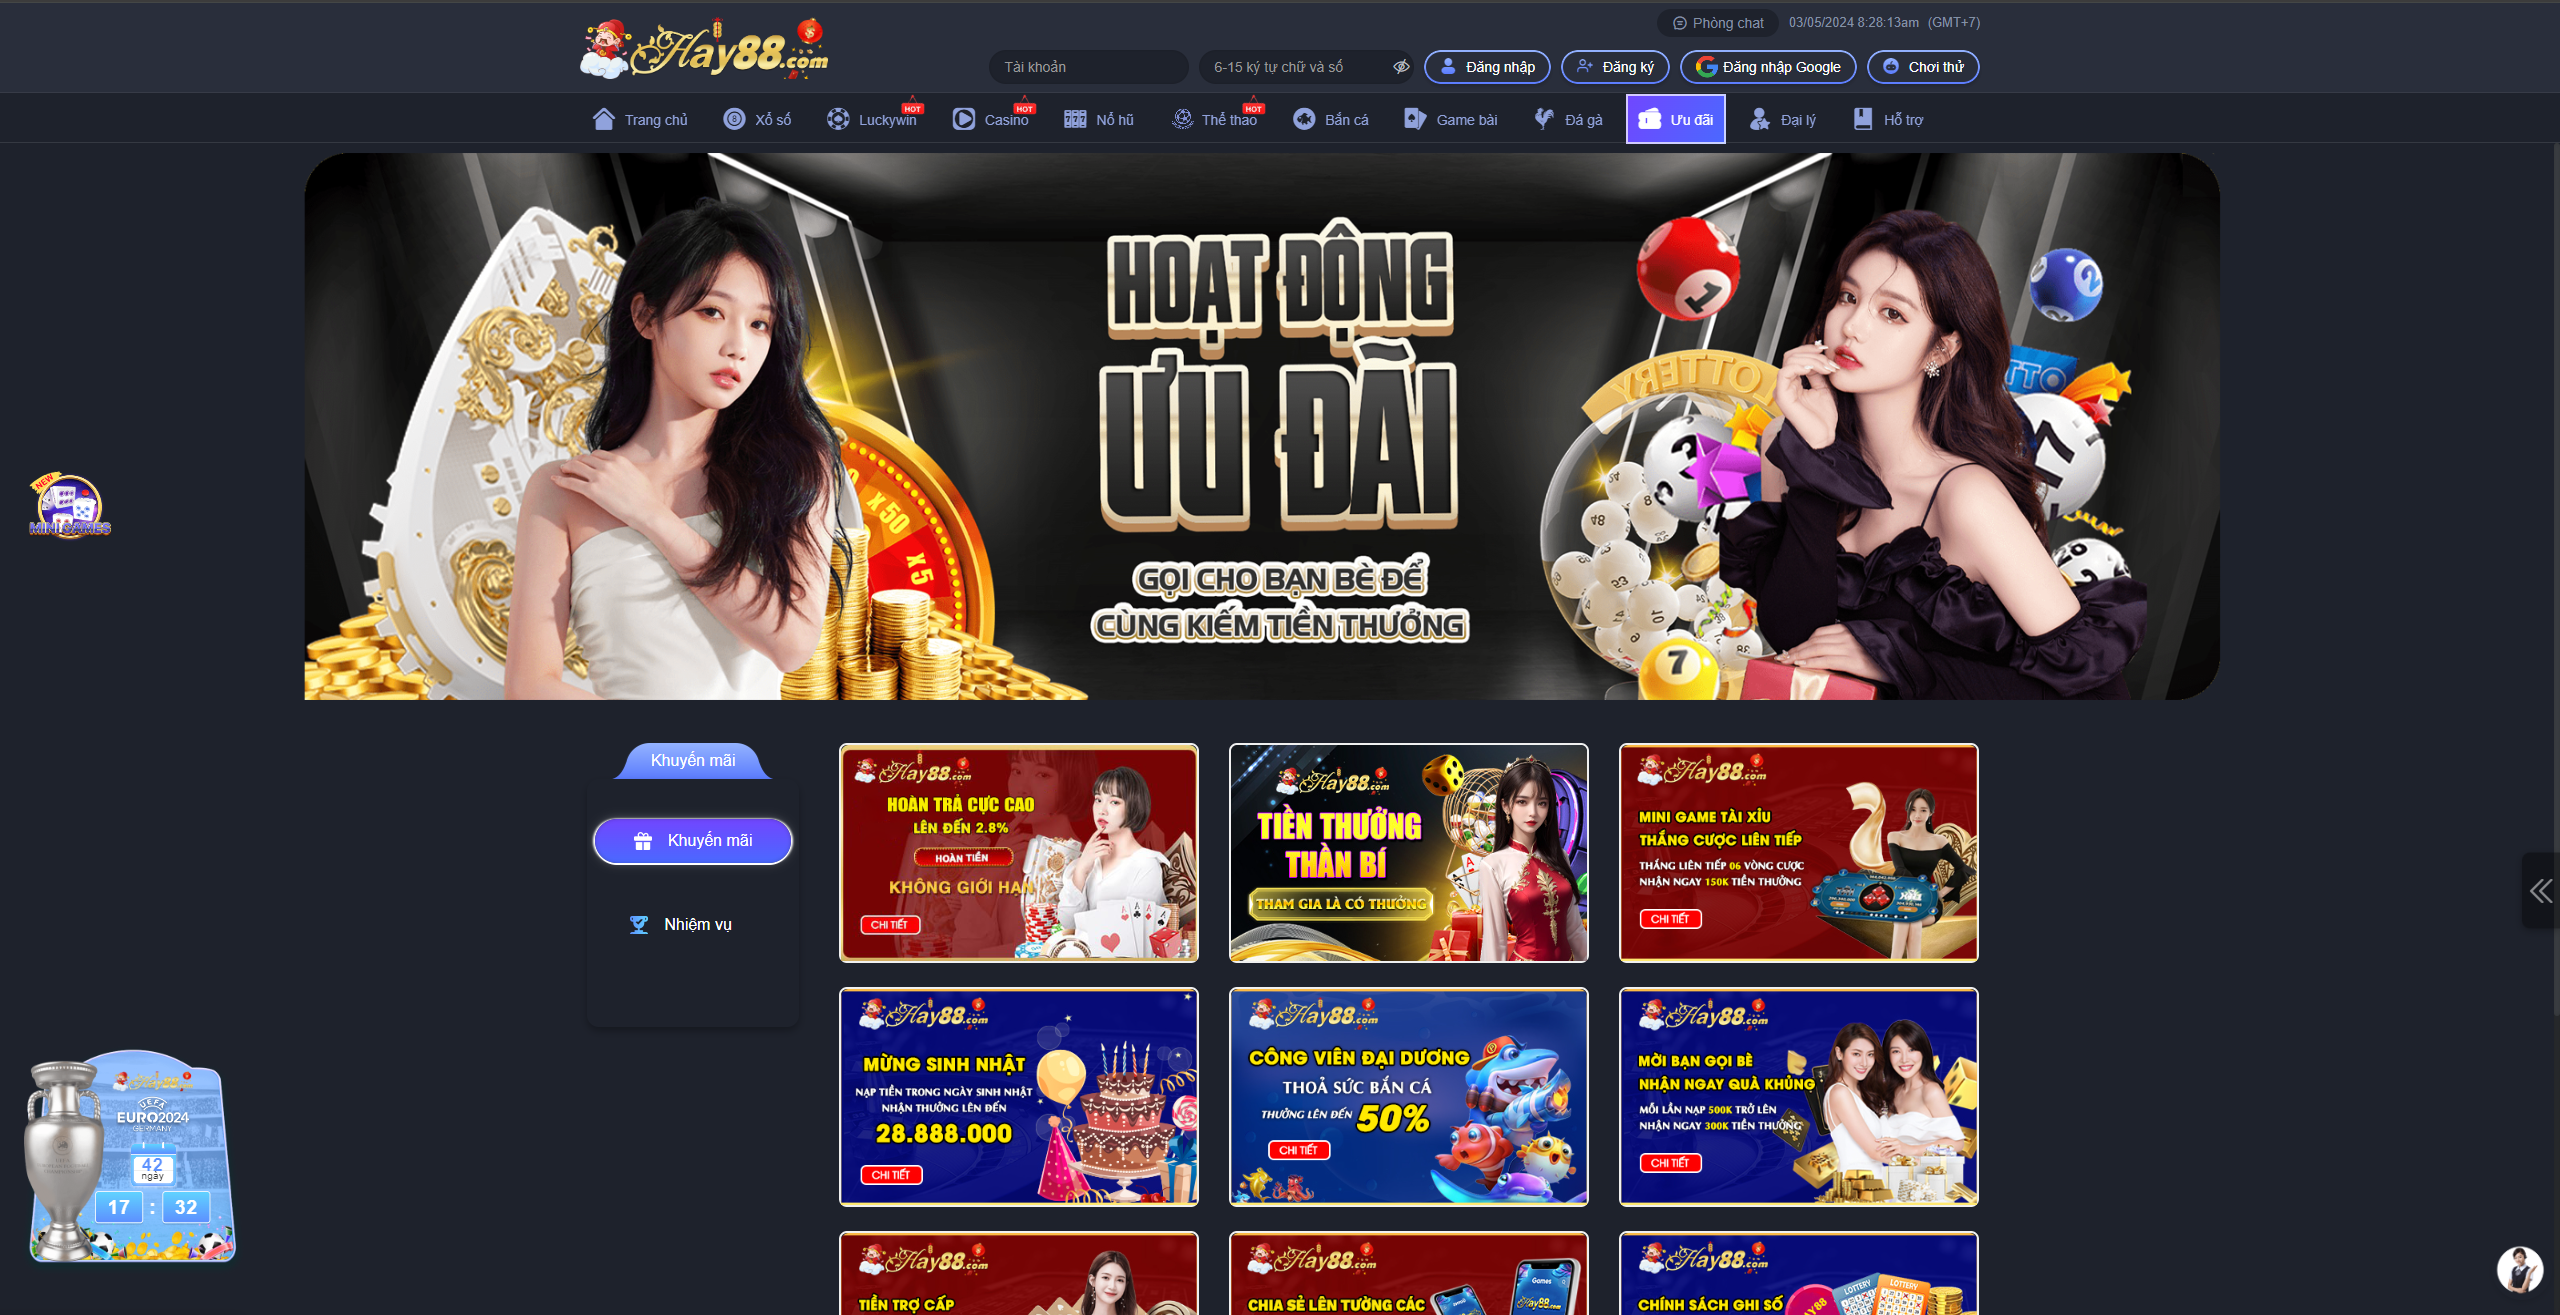 Hay88.com
Phòng chat
03/05/2024 8:28:13am (GMT+7)
Tài khoản
6-15 ký tự chữ và số
Đăng nhập
Đăng ký
Đăng nhập Google
Chơi thử
Trang chủ
Xổ số
Luckywin
HOT
Casino
HOT
Nổ hũ
Thể thao
HOT
Bắn cá
Game bài
Đá gà
Ưu đãi
Đại lý
Hỗ trợ
HOẠT ĐỘNG
ƯU ĐÃI
GỌI CHO BẠN BÈ ĐỂ
CÙNG KIẾM TIỀN THƯỞNG
X50
X5
LOTTERY
1
2
3
7
7
NEW
MINI GAMES
Khuyến mãi
Khuyến mãi
Nhiệm vụ
Hay88.com
HOÀN TRẢ CỰC CAO
LÊN ĐẾN 2.8%
HOÀN TIỀN
KHÔNG GIỚI HẠN
CHI TIẾT
Hay88.com
TIỀN THƯỞNG
THẦN BÍ
THAM GIA LÀ CÓ THƯỞNG
Hay88.com
MINI GAME TÀI XỈU
THẮNG CƯỢC LIÊN TIẾP
THẮNG LIÊN TIẾP 06 VÒNG CƯỢC
NHẬN NGAY 150K TIỀN THƯỞNG
CHI TIẾT
Hay88.com
MỪNG SINH NHẬT
NẠP TIỀN TRONG NGÀY SINH NHẬT
NHẬN THƯỞNG LÊN ĐẾN
28.888.000
CHI TIẾT
Hay88.com
CÔNG VIÊN ĐẠI DƯƠNG
THOẢ SỨC BẮN CÁ
THƯỞNG LÊN ĐẾN 50%
CHI TIẾT
Hay88.com
MỜI BẠN GỌI BÈ
NHẬN NGAY QUÀ KHỦNG
MỖI LẦN NẠP 500K TRỞ LÊN
NHẬN NGAY 300K TIỀN THƯỞNG
CHI TIẾT
Hay88
UEFA
EURO2024
GERMANY
42
ngày
17 : 32
Hay88.com
TIỀN TRỢ CẤP
Hay88.com
CHIA SẺ LÊN TƯỜNG CÁC
Games
Hay88.com
Hay88.com
CHÍNH SÁCH GHI SỐ
LOTTERY
LOTTERY